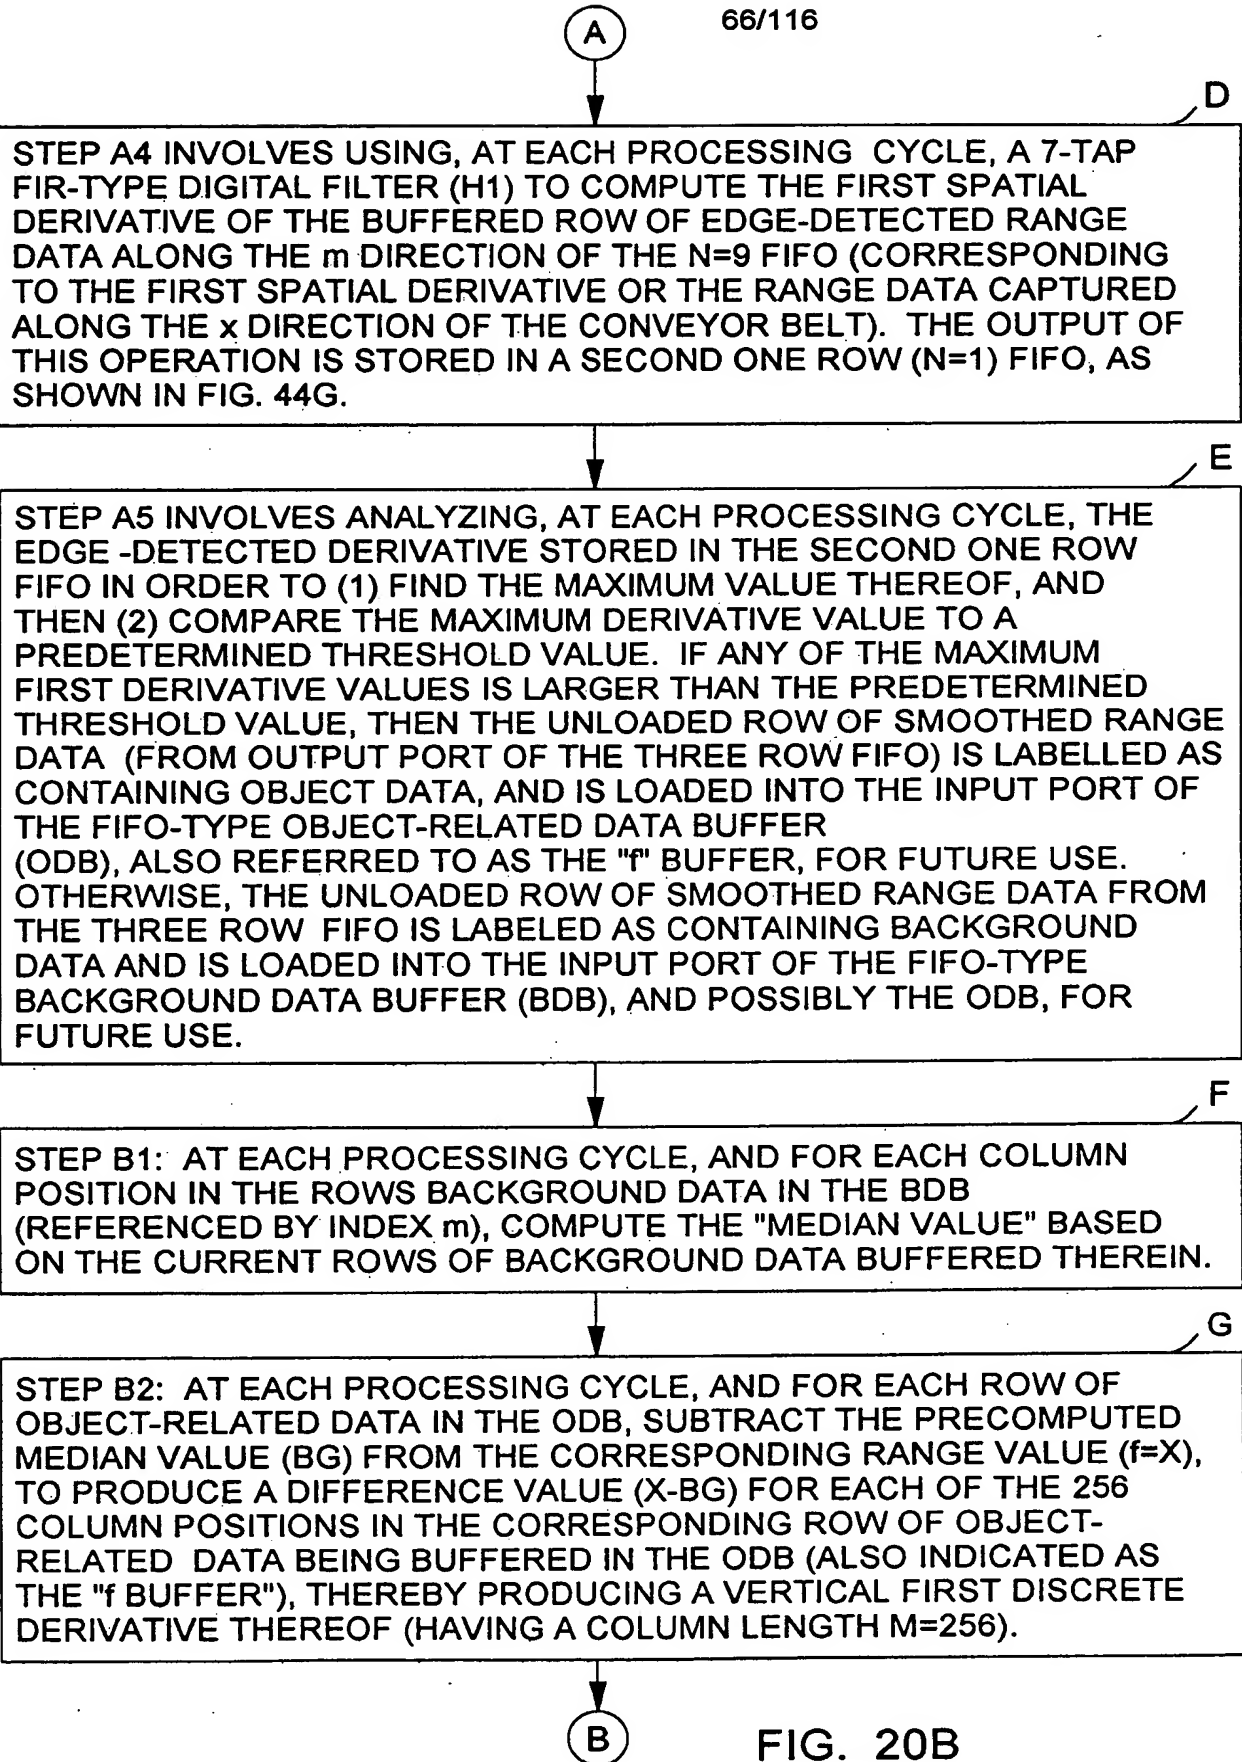 A
66/116
D
STEP A4 INVOLVES USING, AT EACH PROCESSING CYCLE, A 7-TAP
FIR-TYPE DIGITAL FILTER (H1) TO COMPUTE THE FIRST SPATIAL
DERIVATIVE OF THE BUFFERED ROW OF EDGE-DETECTED RANGE
DATA ALONG THE m DIRECTION OF THE N=9 FIFO (CORRESPONDING
TO THE FIRST SPATIAL DERIVATIVE OR THE RANGE DATA CAPTURED
ALONG THE x DIRECTION OF THE CONVEYOR BELT). THE OUTPUT OF
THIS OPERATION IS STORED IN A SECOND ONE ROW (N=1) FIFO, AS
SHOWN IN FIG. 44G.
E
STEP A5 INVOLVES ANALYZING, AT EACH PROCESSING CYCLE, THE
EDGE -DETECTED DERIVATIVE STORED IN THE SECOND ONE ROW
FIFO IN ORDER TO (1) FIND THE MAXIMUM VALUE THEREOF, AND
THEN (2) COMPARE THE MAXIMUM DERIVATIVE VALUE TO A
PREDETERMINED THRESHOLD VALUE. IF ANY OF THE MAXIMUM
FIRST DERIVATIVE VALUES IS LARGER THAN THE PREDETERMINED
THRESHOLD VALUE, THEN THE UNLOADED ROW OF SMOOTHED RANGE
DATA (FROM OUTPUT PORT OF THE THREE ROW FIFO) IS LABELLED AS
CONTAINING OBJECT DATA, AND IS LOADED INTO THE INPUT PORT OF
THE FIFO-TYPE OBJECT-RELATED DATA BUFFER
(ODB), ALSO REFERRED TO AS THE "f" BUFFER, FOR FUTURE USE.
OTHERWISE, THE UNLOADED ROW OF SMOOTHED RANGE DATA FROM
THE THREE ROW FIFO IS LABELED AS CONTAINING BACKGROUND
DATA AND IS LOADED INTO THE INPUT PORT OF THE FIFO-TYPE
BACKGROUND DATA BUFFER (BDB), AND POSSIBLY THE ODB, FOR
FUTURE USE.
F
STEP B1: AT EACH PROCESSING CYCLE, AND FOR EACH COLUMN
POSITION IN THE ROWS BACKGROUND DATA IN THE BDB
(REFERENCED BY INDEX m), COMPUTE THE "MEDIAN VALUE" BASED
ON THE CURRENT ROWS OF BACKGROUND DATA BUFFERED THEREIN.
G
STEP B2: AT EACH PROCESSING CYCLE, AND FOR EACH ROW OF
OBJECT-RELATED DATA IN THE ODB, SUBTRACT THE PRECOMPUTED
MEDIAN VALUE (BG) FROM THE CORRESPONDING RANGE VALUE (f=X),
TO PRODUCE A DIFFERENCE VALUE (X-BG) FOR EACH OF THE 256
COLUMN POSITIONS IN THE CORRESPONDING ROW OF OBJECT-
RELATED DATA BEING BUFFERED IN THE ODB (ALSO INDICATED AS
THE "f BUFFER"), THEREBY PRODUCING A VERTICAL FIRST DISCRETE
DERIVATIVE THEREOF (HAVING A COLUMN LENGTH M=256).
B
FIG. 20B